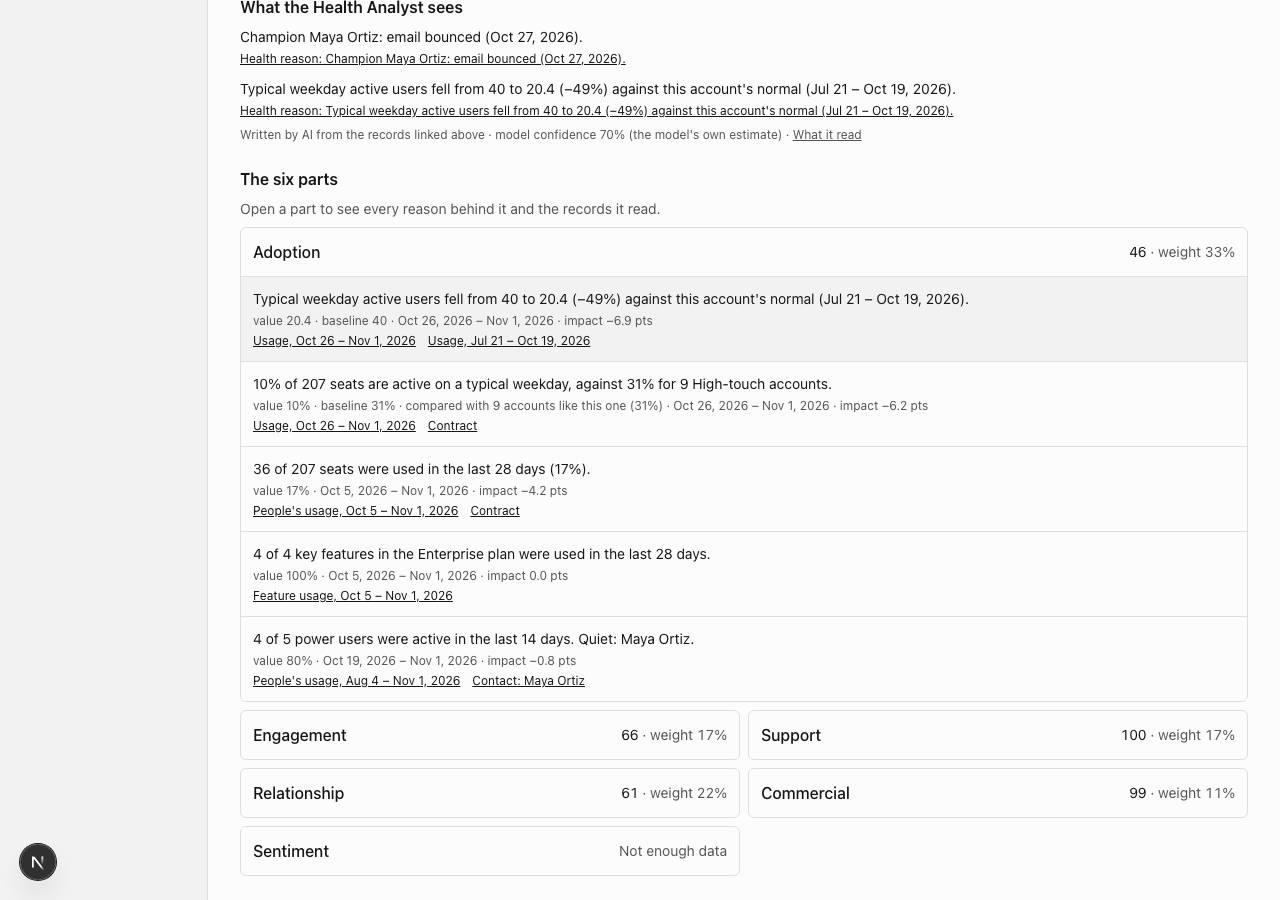 What the Health Analyst sees
Champion Maya Ortiz: email bounced (Oct 27, 2026).
Health reason: Champion Maya Ortiz: email bounced (Oct 27, 2026).
Typical weekday active users fell from 40 to 20.4 (−49%) against this account's normal (Jul 21 – Oct 19, 2026).
Health reason: Typical weekday active users fell from 40 to 20.4 (−49%) against this account's normal (Jul 21 – Oct 19, 2026).
Written by AI from the records linked above · model confidence 70% (the model's own estimate) · What it read
The six parts
Open a part to see every reason behind it and the records it read.
Adoption 46 · weight 33%
Typical weekday active users fell from 40 to 20.4 (−49%) against this account's normal (Jul 21 – Oct 19, 2026).
value 20.4 · baseline 40 · Oct 26, 2026 – Nov 1, 2026 · impact −6.9 pts
Usage, Oct 26 – Nov 1, 2026 Usage, Jul 21 – Oct 19, 2026
10% of 207 seats are active on a typical weekday, against 31% for 9 High-touch accounts.
value 10% · baseline 31% · compared with 9 accounts like this one (31%) · Oct 26, 2026 – Nov 1, 2026 · impact −6.2 pts
Usage, Oct 26 – Nov 1, 2026 Contract
36 of 207 seats were used in the last 28 days (17%).
value 17% · Oct 5, 2026 – Nov 1, 2026 · impact −4.2 pts
People's usage, Oct 5 – Nov 1, 2026 Contract
4 of 4 key features in the Enterprise plan were used in the last 28 days.
value 100% · Oct 5, 2026 – Nov 1, 2026 · impact 0.0 pts
Feature usage, Oct 5 – Nov 1, 2026
4 of 5 power users were active in the last 14 days. Quiet: Maya Ortiz.
value 80% · Oct 19, 2026 – Nov 1, 2026 · impact −0.8 pts
People's usage, Aug 4 – Nov 1, 2026 Contact: Maya Ortiz
Engagement 66 · weight 17%
Support 100 · weight 17%
Relationship 61 · weight 22%
Commercial 99 · weight 11%
Sentiment Not enough data
N